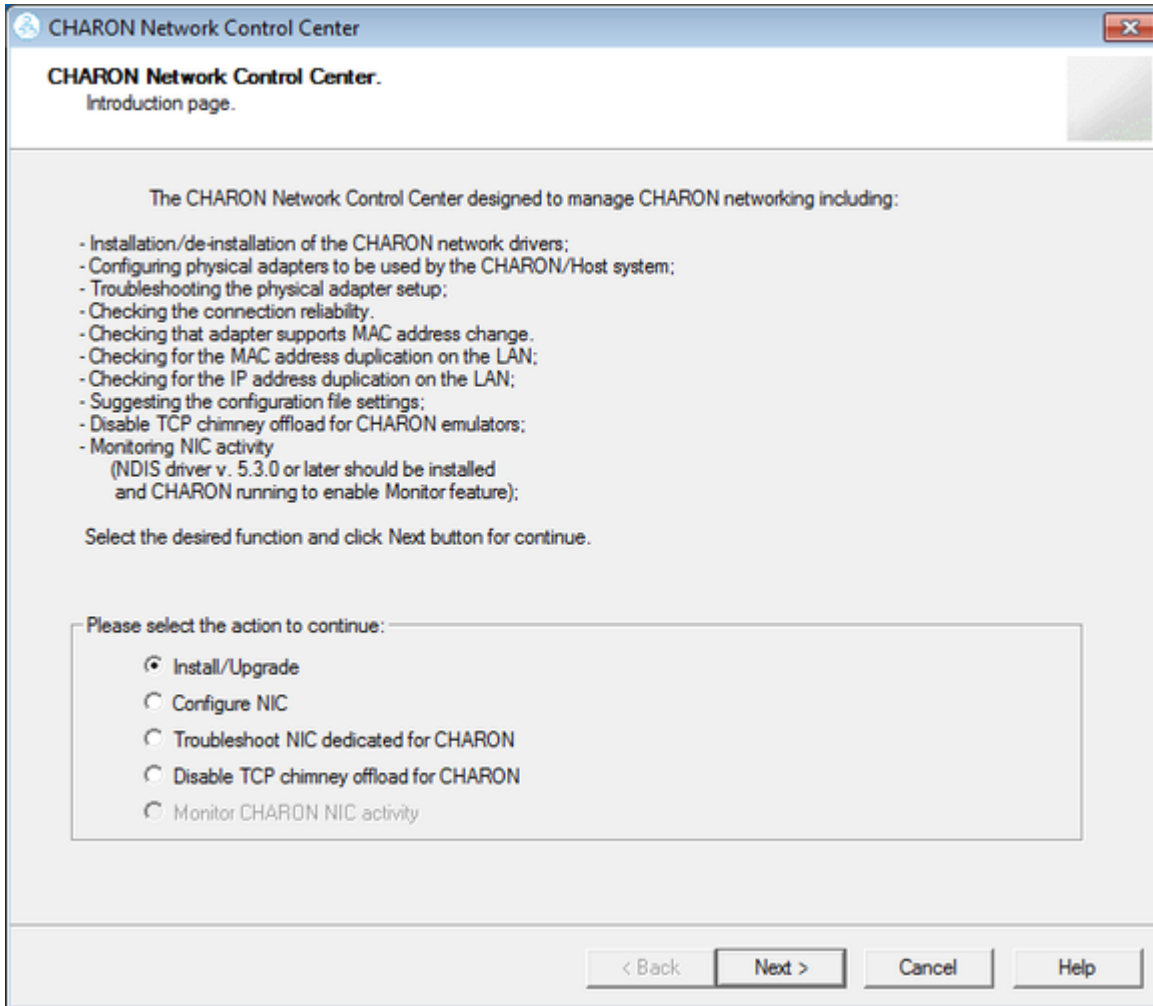 CHARON Network Control Center
CHARON Network Control Center.
Introduction page.
The CHARON Network Control Center designed to manage CHARON networking including:
- Installation/de-installation of the CHARON network drivers;
- Configuring physical adapters to be used by the CHARON/Host system;
- Troubleshooting the physical adapter setup;
- Checking the connection reliability.
- Checking that adapter supports MAC address change.
- Checking for the MAC address duplication on the LAN;
- Checking for the IP address duplication on the LAN;
- Suggesting the configuration file settings;
- Disable TCP chimney offload for CHARON emulators;
- Monitoring NIC activity
(NDIS driver v. 5.3.0 or later should be installed
and CHARON running to enable Monitor feature);
Select the desired function and click Next button for continue.
Please select the action to continue:
Install/Upgrade
Configure NIC
Troubleshoot NIC dedicated for CHARON
Disable TCP chimney offload for CHARON
Monitor CHARON NIC activity
< Back
Next >
Cancel
Help